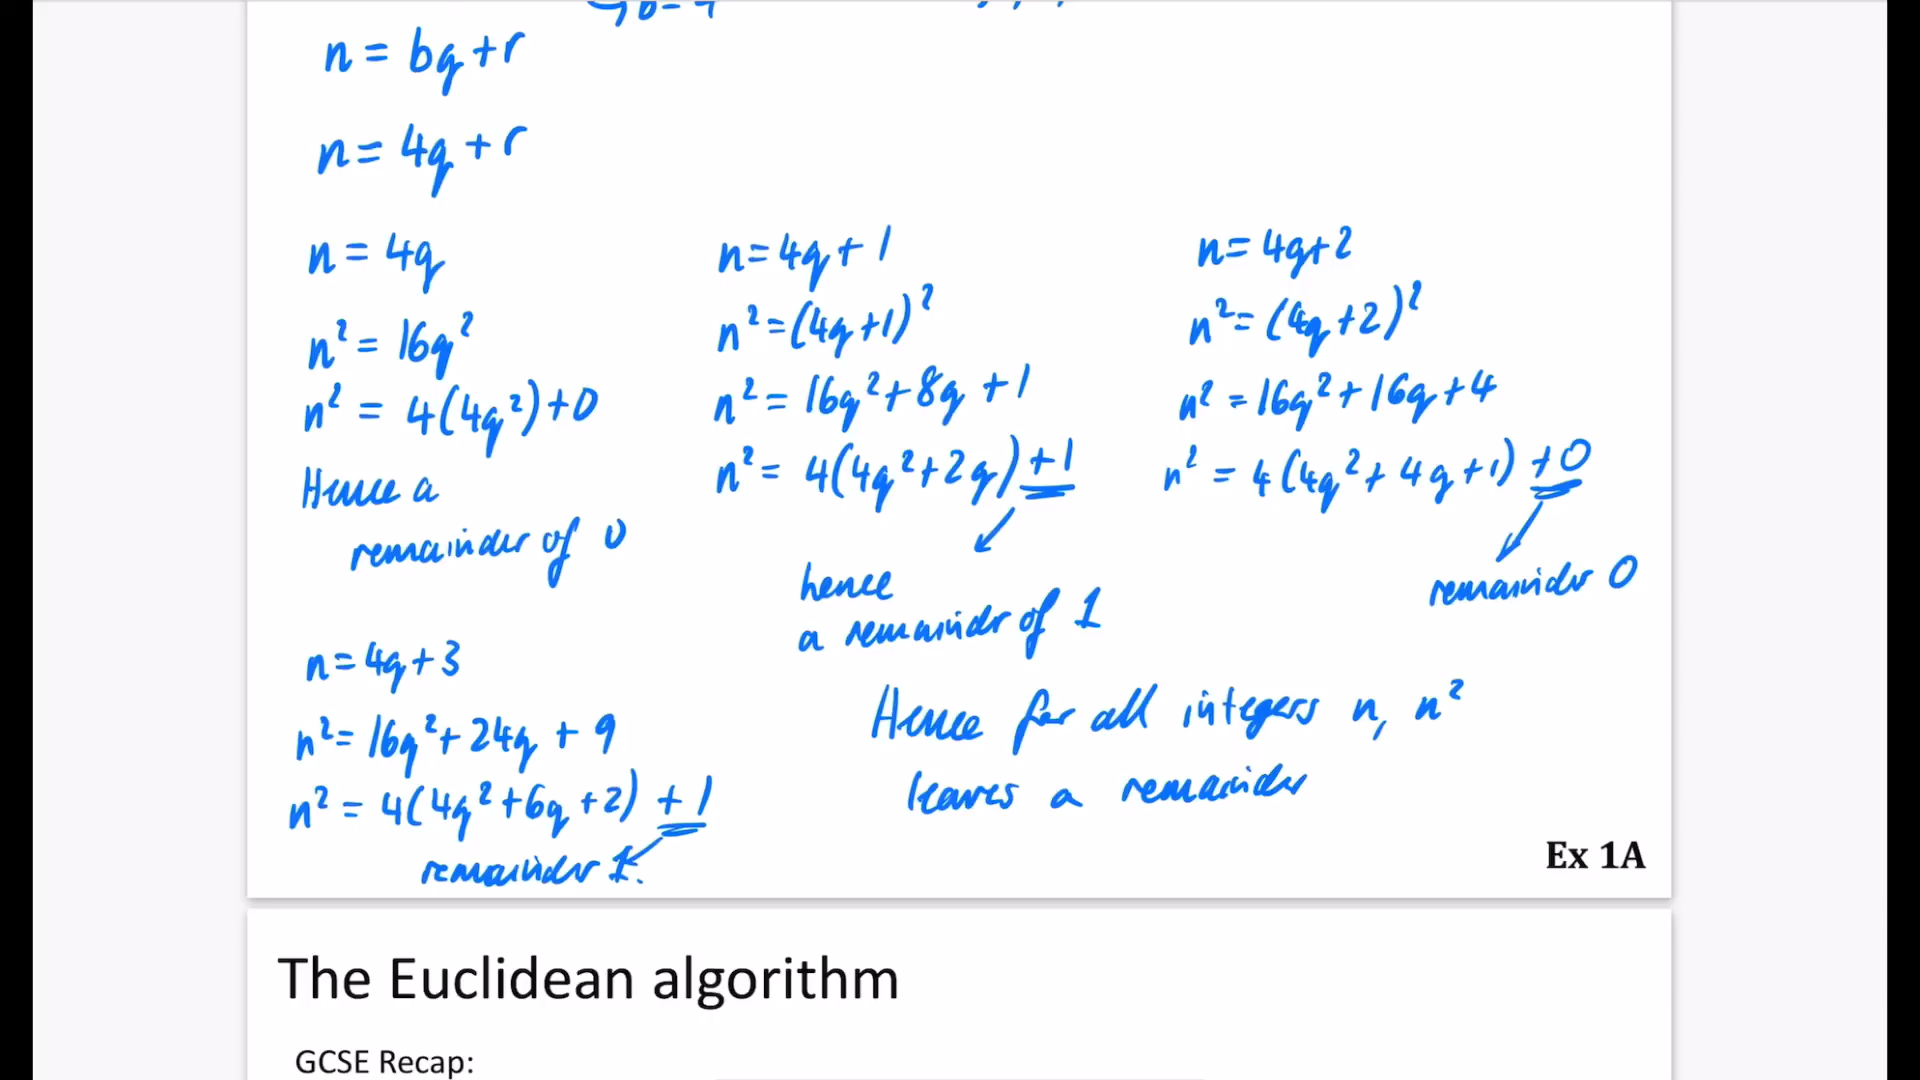 b = 4
n = bq + r
n = 4q + r
n = 4q
n² = 16q²
n² = 4(4q²) + 0
Hence a
remainder of 0
n = 4q + 1
n² = (4q + 1)²
n² = 16q² + 8q + 1
n² = 4(4q² + 2q) + 1
hence
a remainder of 1
n = 4q + 2
n² = (4q + 2)²
n² = 16q² + 16q + 4
n² = 4(4q² + 4q + 1) + 0
remainder 0
n = 4q + 3
n² = 16q² + 24q + 9
n² = 4(4q² + 6q + 2) + 1
remainder 1.
Hence for all integers n, n²
leaves a remainder
Ex 1A
The Euclidean algorithm
GCSE Recap: